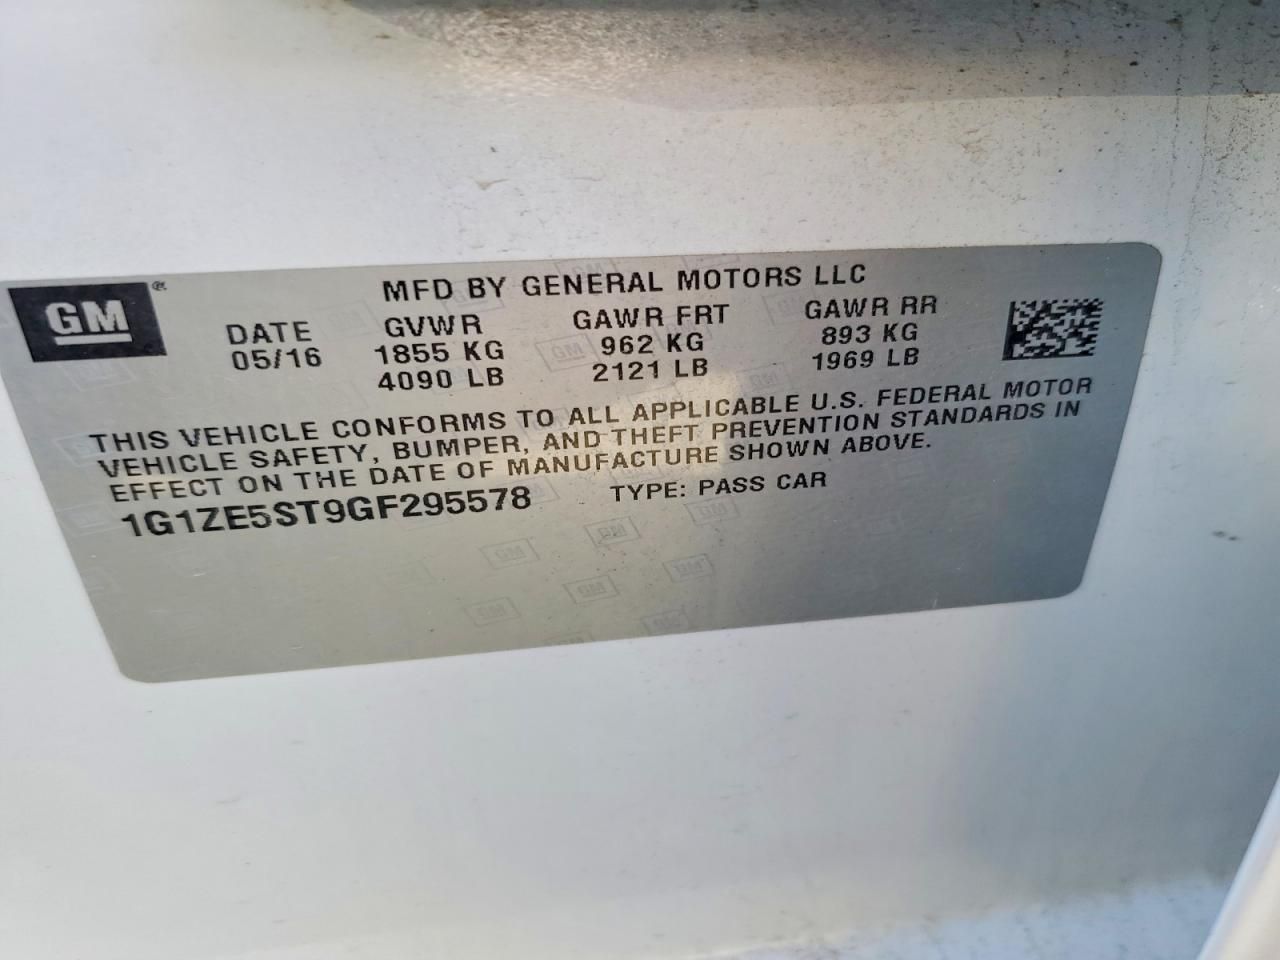 GM®
MFD BY GENERAL MOTORS LLC
DATE GVWR GAWR FRT GAWR RR
05/16 1855 KG 962 KG 893 KG
4090 LB 2121 LB 1969 LB
THIS VEHICLE CONFORMS TO ALL APPLICABLE U.S. FEDERAL MOTOR
VEHICLE SAFETY, BUMPER, AND THEFT PREVENTION STANDARDS IN
EFFECT ON THE DATE OF MANUFACTURE SHOWN ABOVE.
1G1ZE5ST9GF295578 TYPE: PASS CAR